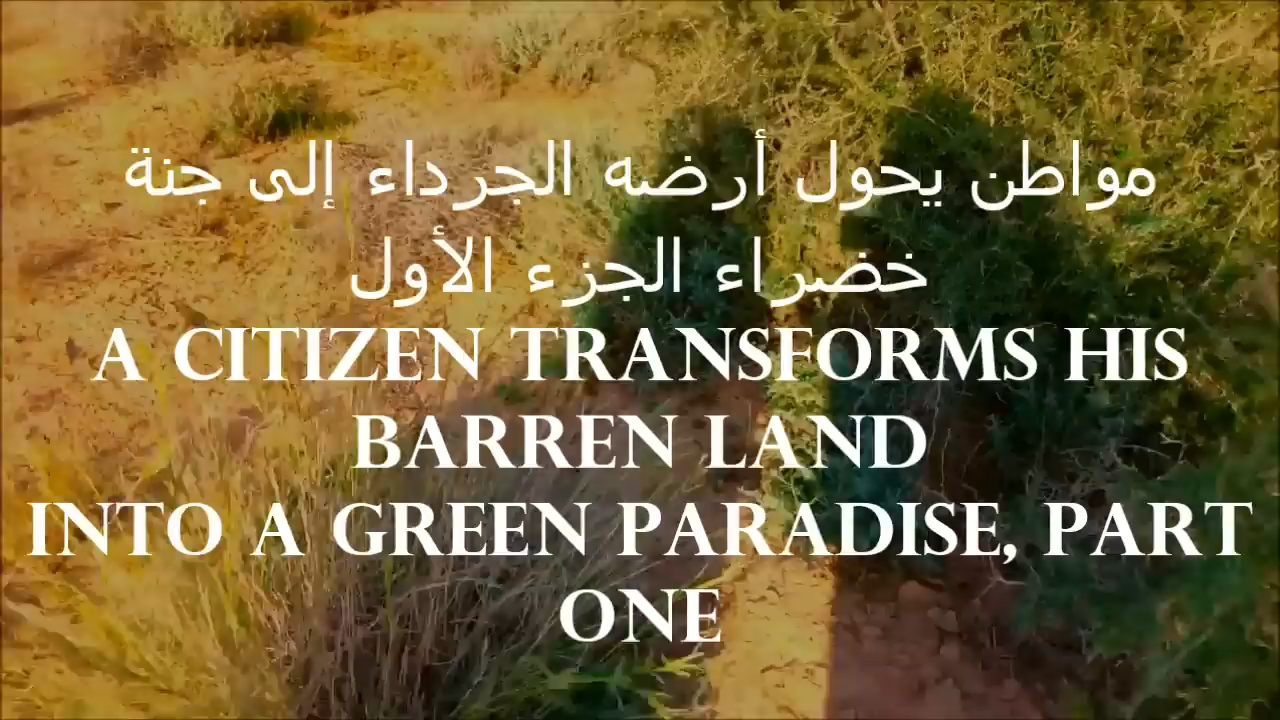 مواطن يحول أرضه الجرداء إلى جنة
خضراء الجزء الأول
A CITIZEN TRANSFORMS HIS
BARREN LAND
INTO A GREEN PARADISE, PART
ONE